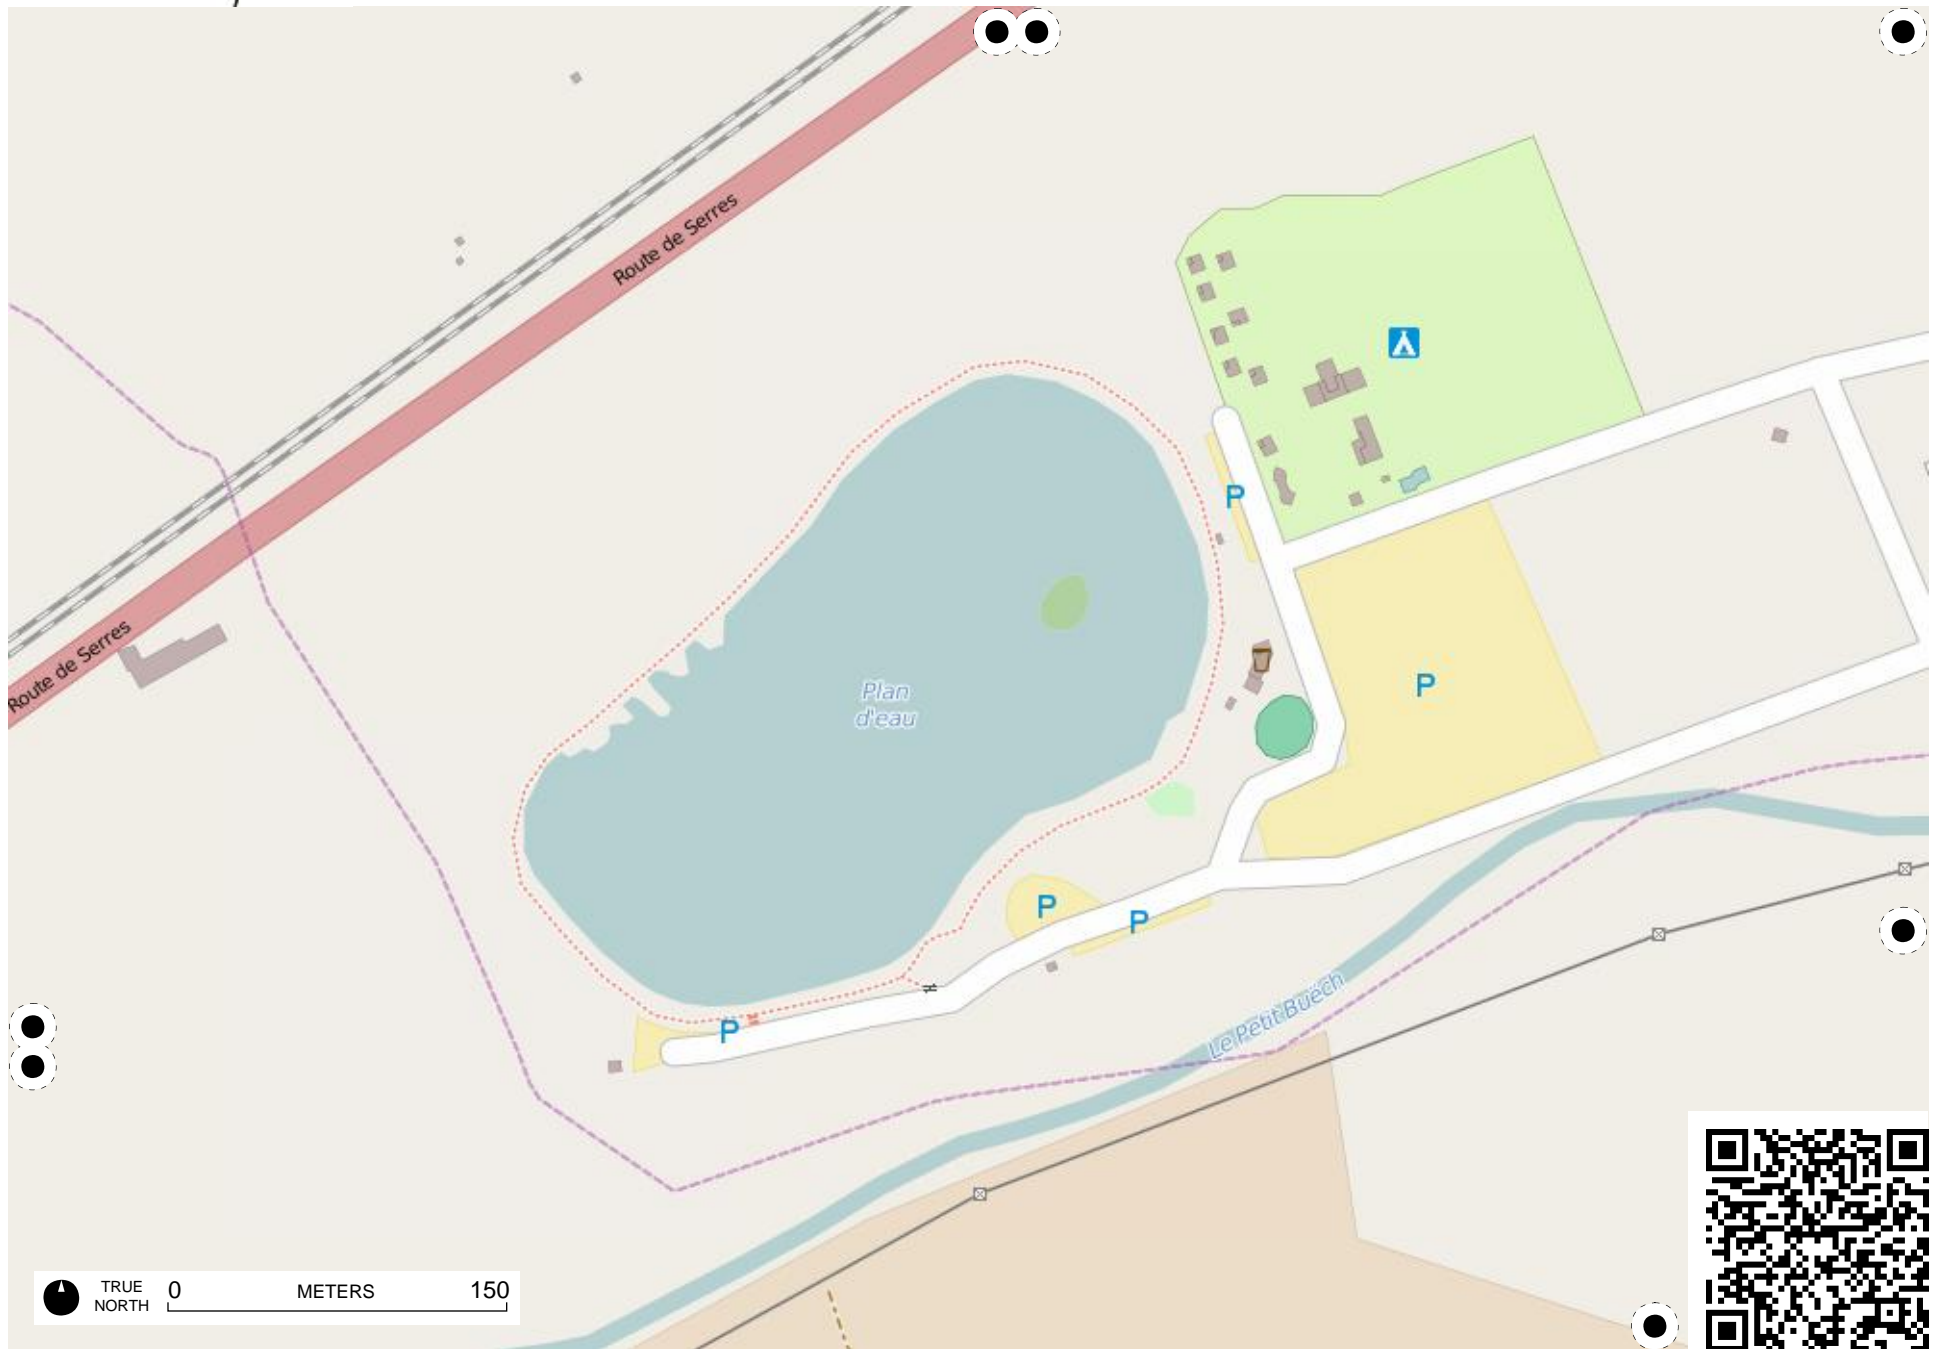 Route de Serres
Route de Serres
P
P
Plan
d'eau
P
P
P
Le Petit Buëch
TRUE
NORTH
0 METERS 150